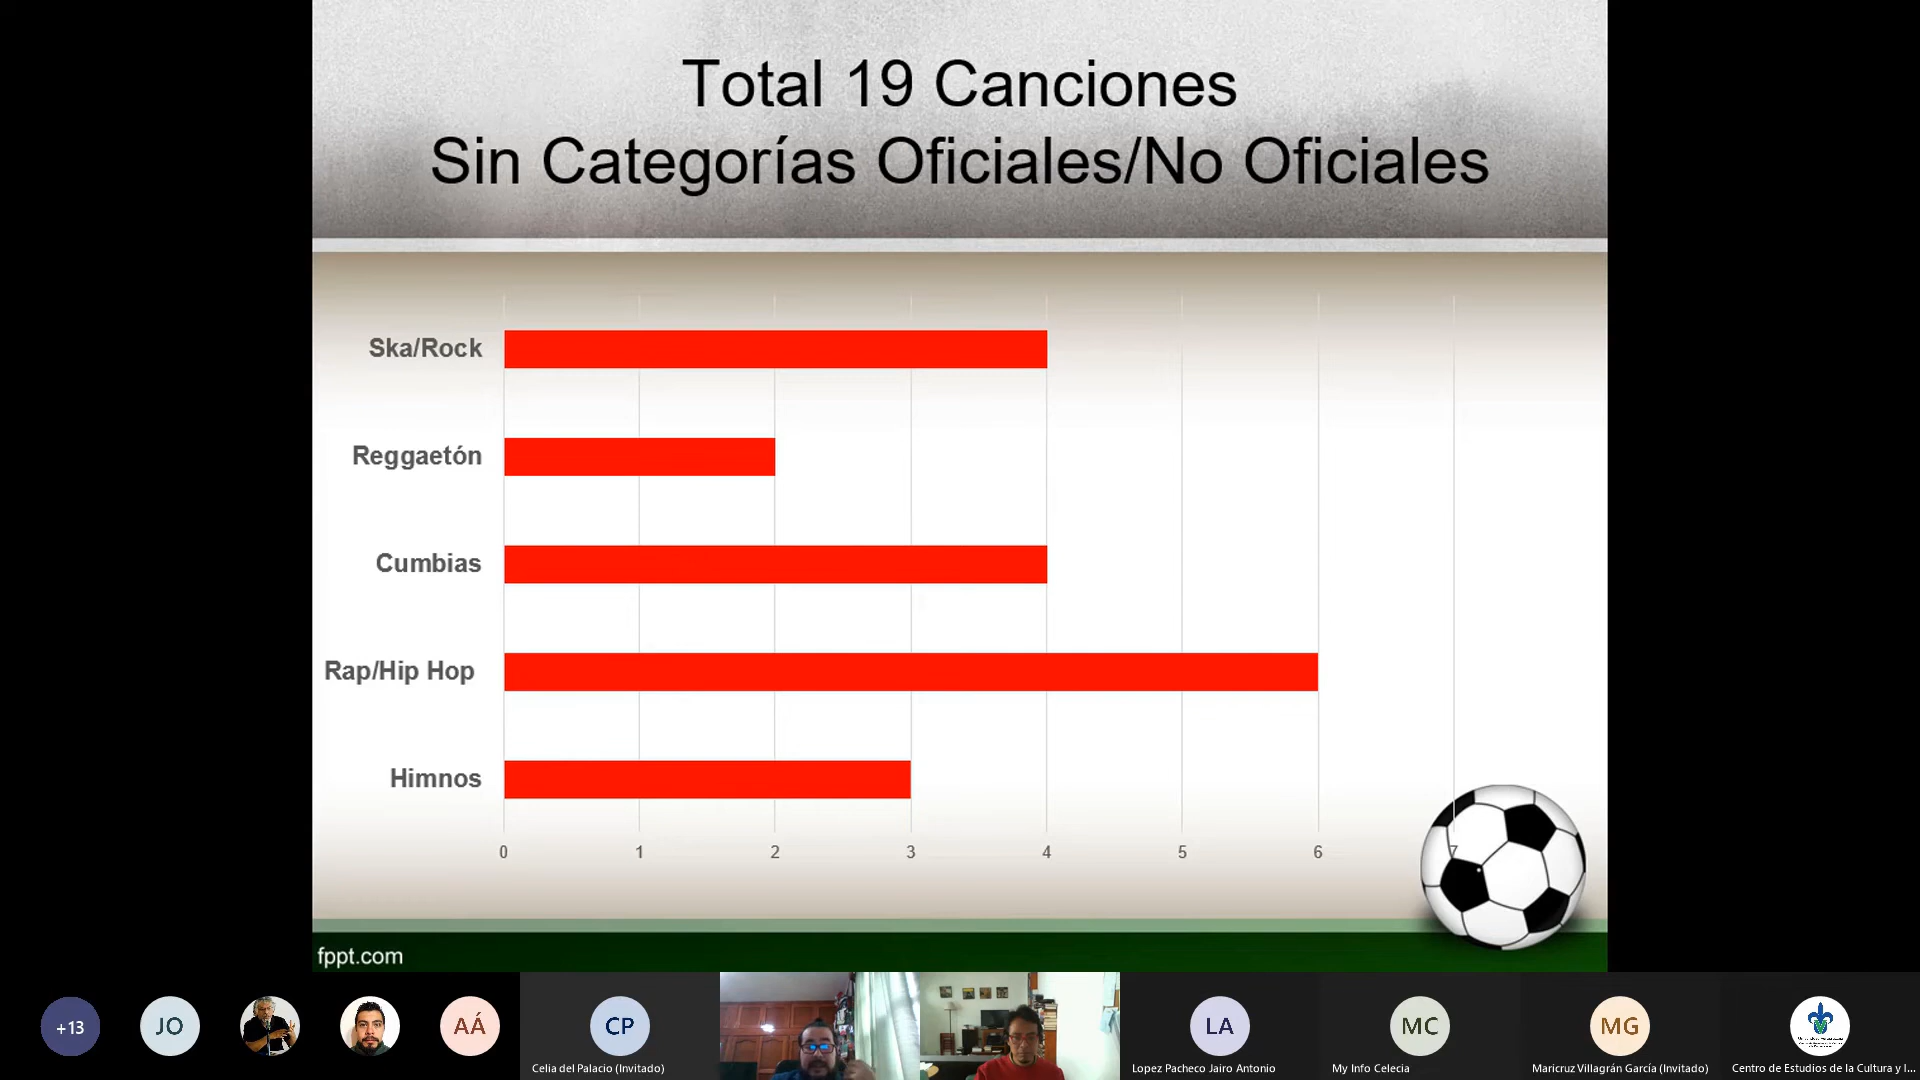 Total 19 Canciones
Sin Categorías Oficiales/No Oficiales
Ska/Rock
Reggaetón
Cumbias
Rap/Hip Hop
Himnos
0 1 2 3 4 5 6 7
fppt.com
+13
JO
AÁ
CP
LA
MC
MG
Celia del Palacio (Invitado)
Lopez Pacheco Jairo Antonio
My Info Celecia
Maricruz Villagrán García (Invitado)
Centro de Estudios de la Cultura y l...